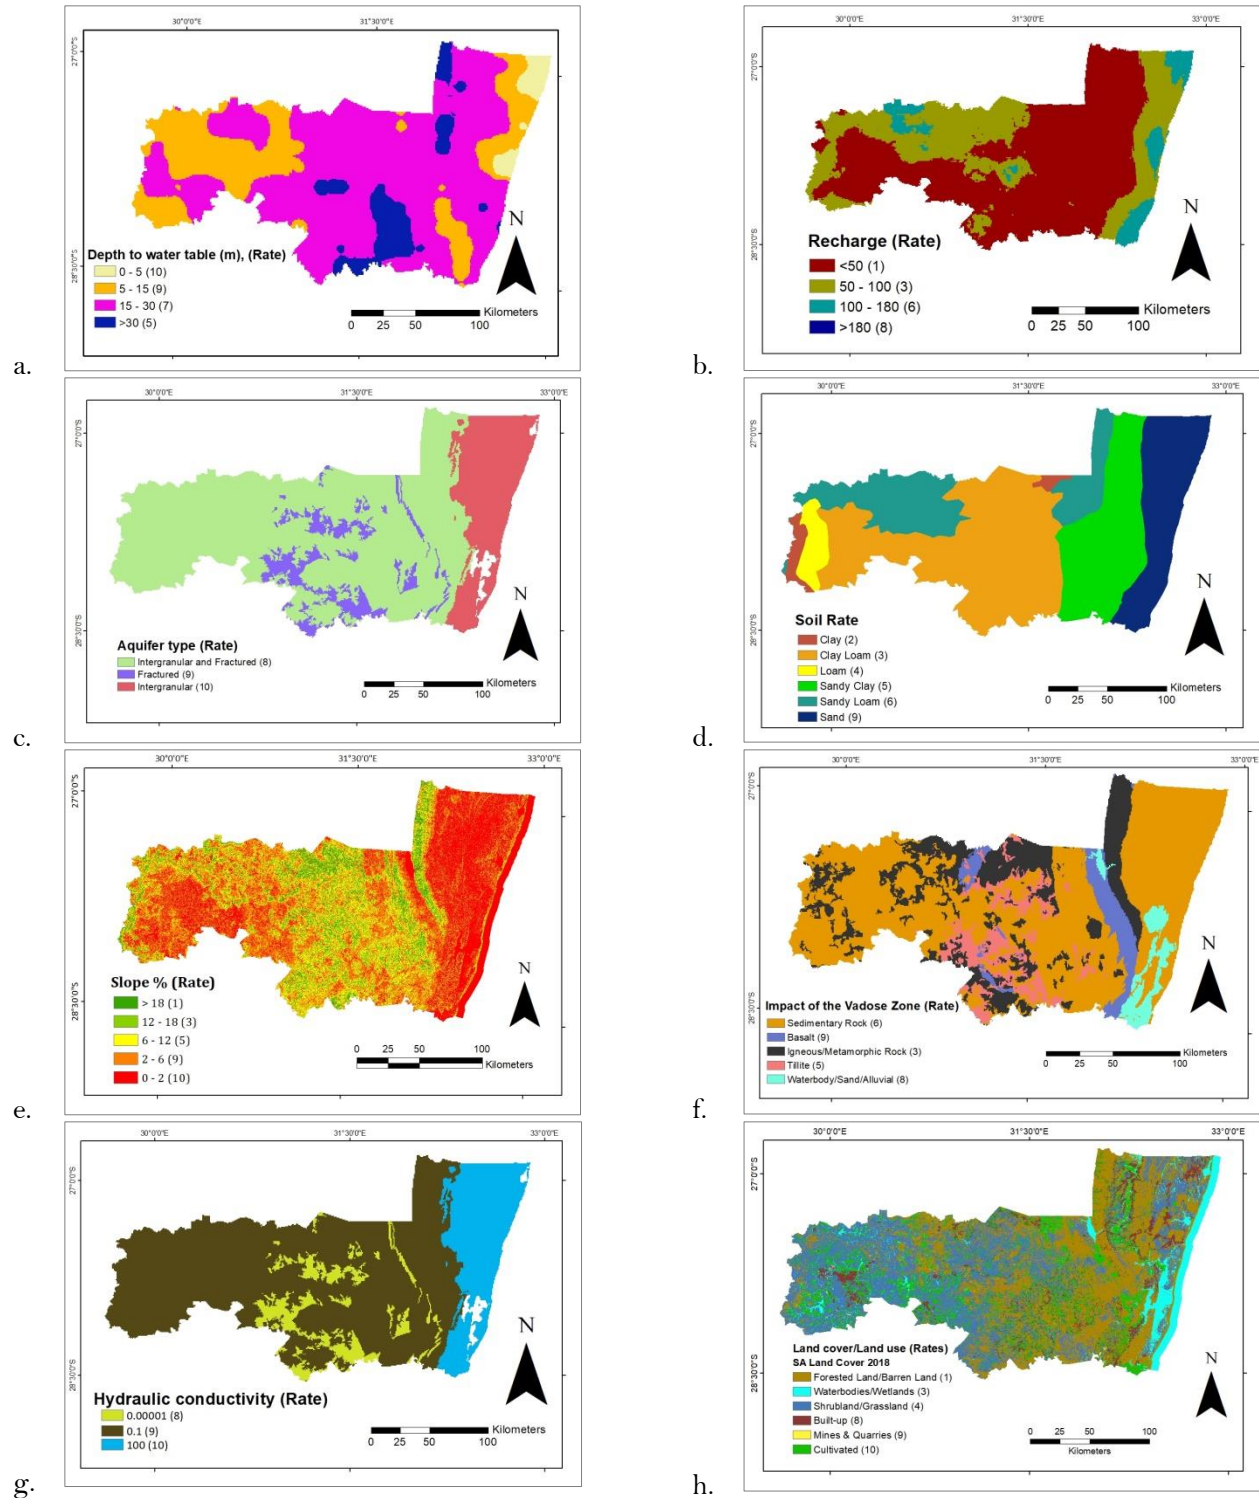 30°0'0"E 31°30'0"E
27°0'0"S
28°30'0"S
Depth to water table (m), (Rate)
0 - 5 (10)
5 - 15 (9)
15 - 30 (7)
>30 (5)
N
Kilometers
0 25 50 100
a.
30°0'0"E 31°30'0"E 33°0'0"E
27°0'0"S
28°30'0"S
Recharge (Rate)
<50 (1)
50 - 100 (3)
100 - 180 (6)
>180 (8)
N
Kilometers
0 25 50 100
b.
30°0'0"E 31°30'0"E 33°0'0"E
27°0'0"S
28°30'0"S
Aquifer type (Rate)
Intergranular and Fractured (8)
Fractured (9)
Intergranular (10)
N
Kilometers
0 25 50 100
c.
30°0'0"E 31°30'0"E 33°0'0"E
27°0'0"S
28°30'0"S
Soil Rate
Clay (2)
Clay Loam (3)
Loam (4)
Sandy Clay (5)
Sandy Loam (6)
Sand (9)
N
Kilometers
0 25 50 100
d.
30°0'0"E 31°30'0"E 33°0'0"E
27°0'0"S
28°30'0"S
Slope % (Rate)
> 18 (1)
12 - 18 (3)
6 - 12 (5)
2 - 6 (9)
0 - 2 (10)
N
Kilometers
0 25 50 100
e.
30°0'0"E 31°30'0"E 33°0'0"E
27°0'0"S
28°30'0"S
Impact of the Vadose Zone (Rate)
Sedimentary Rock (6)
Basalt (9)
Igneous/Metamorphic Rock (3)
Tillite (5)
Waterbody/Sand/Alluvial (8)
N
Kilometers
0 25 50 100
f.
30°0'0"E 31°30'0"E 33°0'0"E
27°0'0"S
28°30'0"S
Hydraulic conductivity (Rate)
0.00001 (8)
0.1 (9)
100 (10)
N
Kilometers
0 25 50 100
g.
30°0'0"E 31°30'0"E 33°0'0"E
27°0'0"S
28°30'0"S
Land cover/Land use (Rates)
SA Land Cover 2018
Forested Land/Barren Land (1)
Waterbodies/Wetlands (3)
Shrubland/Grassland (4)
Built-up (8)
Mines & Quarries (9)
Cultivated (10)
N
0 25 50 100
Kilometers
h.